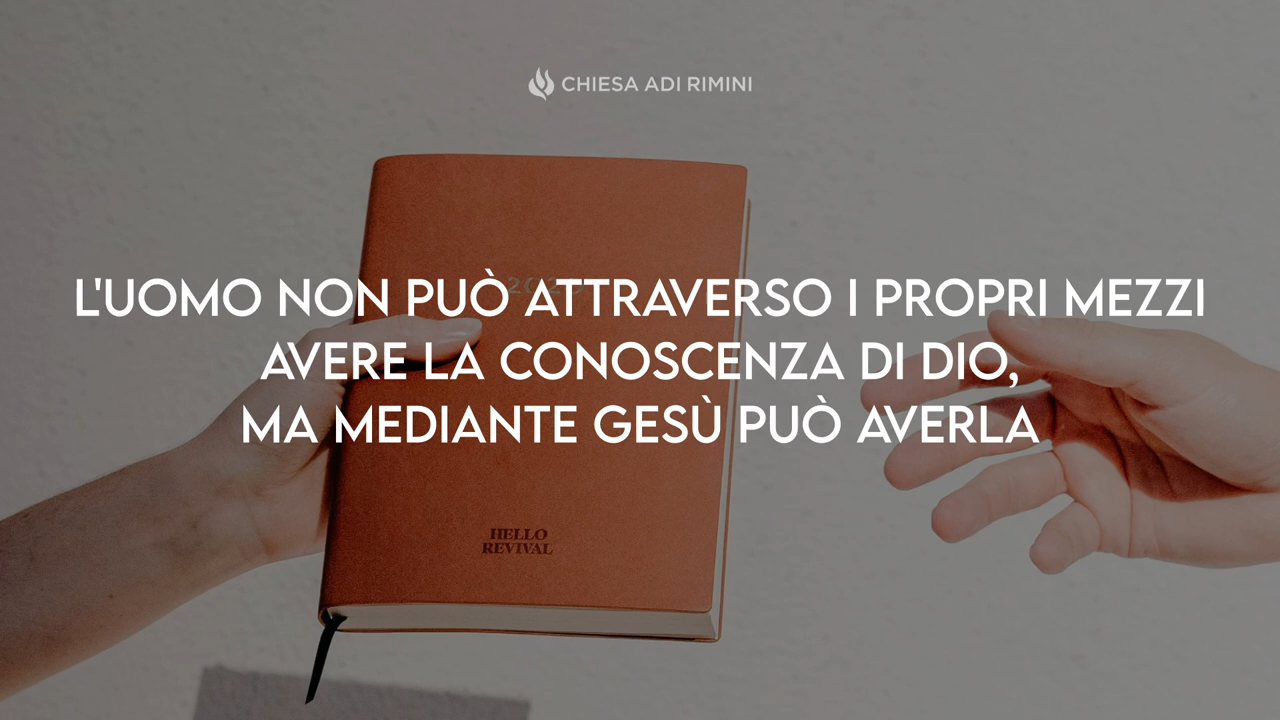 CHIESA ADI RIMINI
L'UOMO NON PUÒ ATTRAVERSO I PROPRI MEZZI
AVERE LA CONOSCENZA DI DIO,
MA MEDIANTE GESÙ PUÒ AVERLA
HELLO
REVIVAL